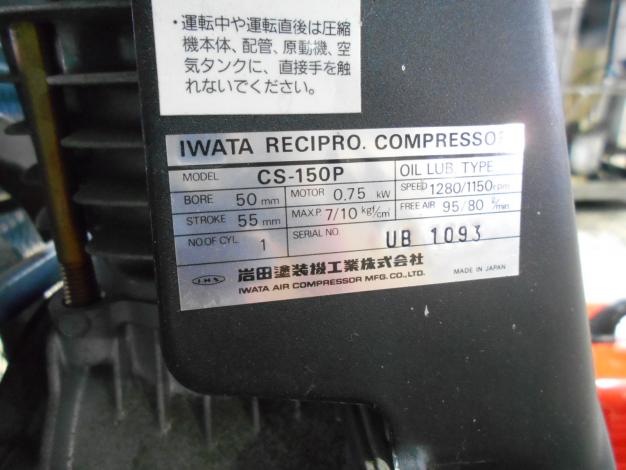 ・運転中や運転直後は圧縮
機本体、配管、原動機、空
気タンクに、直接手を触
れないでください。
IWATA RECIPRO. COMPRESSOR
MODEL CS-150P OIL LUB. TYPE
BORE 50 mm MOTOR 0.75 kW SPEED 1280/1150 rpm
STROKE 55 mm MAX.P 7/10 kgf/cm² FREE AIR 95/80 ℓ/min
NO OF CYL 1 SERIAL NO. UB 1093
岩田塗装機工業株式会社
IWATA AIR COMPRESSOR MFG. CO., LTD. MADE IN JAPAN